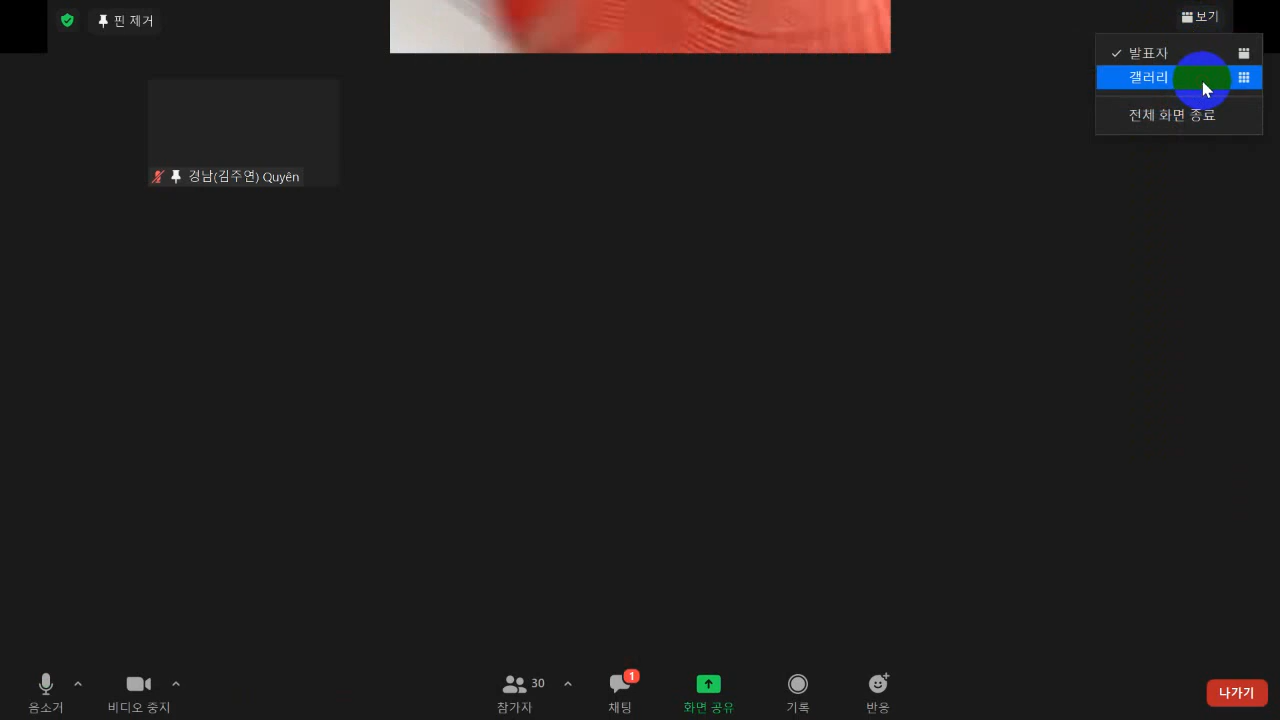 핀 제거
보기
발표자
갤러리
전체 화면 종료
경남(김주연) Quyên
30
1
음소거
비디오 중지
참가자
채팅
화면 공유
기록
반응
나가기